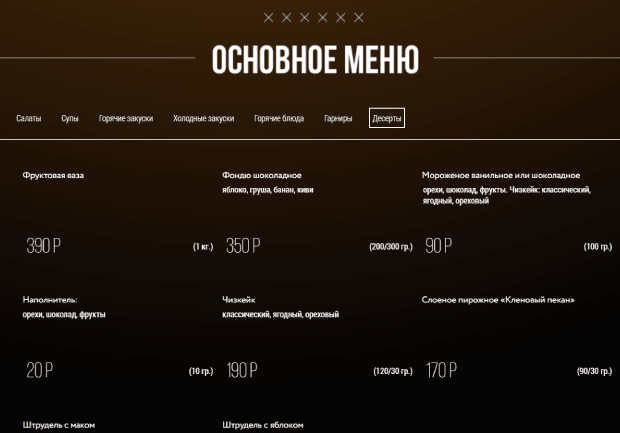 ОСНОВНОЕ МЕНЮ
Салаты Супы Горячие закуски Холодные закуски Горячие блюда Гарниры Десерты
Фруктовая ваза
390 Р (1 кг.)
Фондю шоколадное
яблоко, груша, банан, киви
350 Р (200/300 гр.)
Мороженое ванильное или шоколадное
орехи, шоколад, фрукты. Чизкейк: классический,
ягодный, ореховый
90 Р (100 гр.)
Наполнитель:
орехи, шоколад, фрукты
20 Р (10 гр.)
Чизкейк
классический, ягодный, ореховый
190 Р (120/30 гр.)
Слоеное пирожное «Кленовый пекан»
170 Р (90/30 гр.)
Штрудель с маком
Штрудель с яблоком